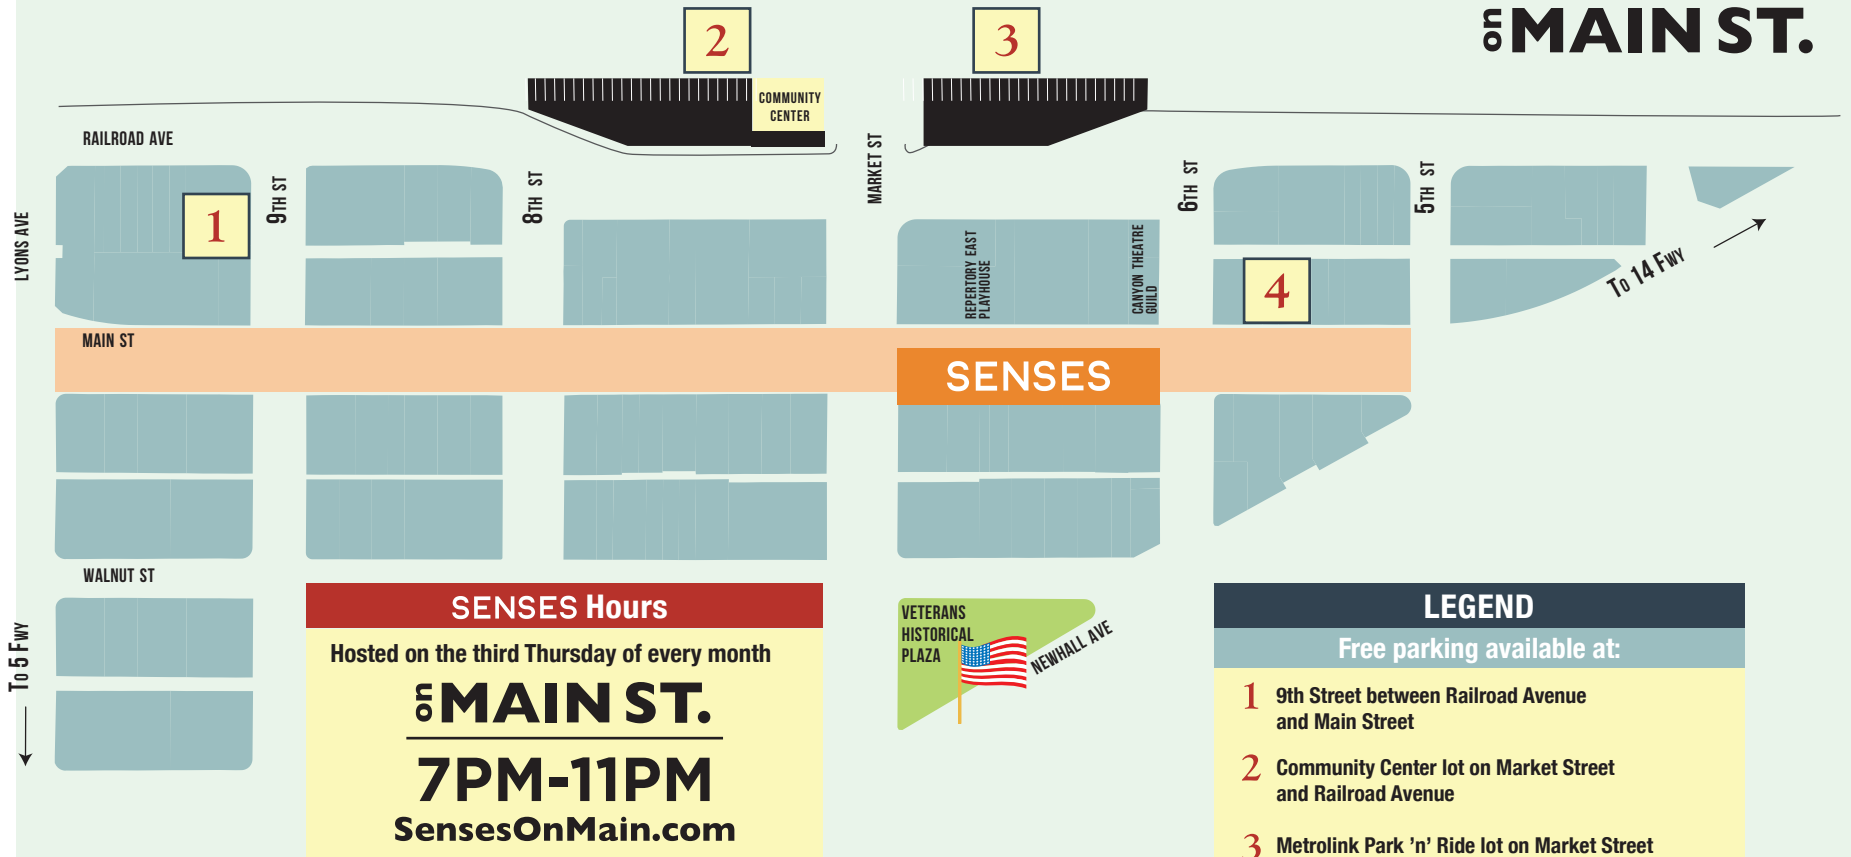 on MAIN ST.
2
3
COMMUNITY
CENTER
RAILROAD AVE
MARKET ST
LYONS AVE
1
9TH ST
8TH ST
6TH ST
5TH ST
REPERTORY EAST
PLAYHOUSE
CANYON THEATRE
GUILD
4
TO 14 FWY
MAIN ST
SENSES
WALNUT ST
TO 5 FWY
SENSES Hours
Hosted on the third Thursday of every month
on MAIN ST.
7PM-11PM
SensesOnMain.com
VETERANS
HISTORICAL
PLAZA
NEWHALL AVE
LEGEND
Free parking available at:
1 9th Street between Railroad Avenue
and Main Street
2 Community Center lot on Market Street
and Railroad Avenue
3 Metrolink Park 'n' Ride lot on Market Street